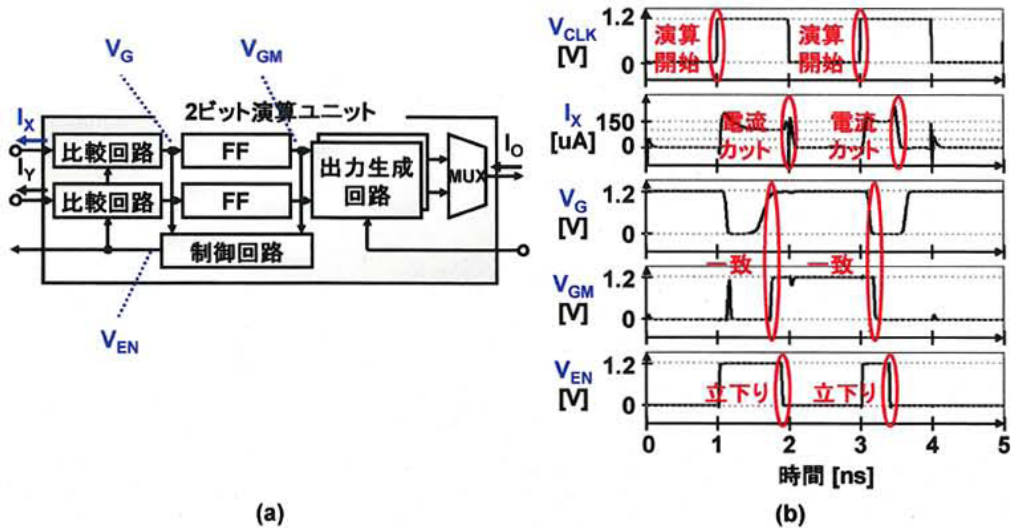 V_G
V_GM
2ビット演算ユニット
I_X
I_Y
比較回路
FF
比較回路
FF
出力生成
回路
MUX
I_O
制御回路
V_EN
(a)
V_CLK
[V]
1.2
0
演算
開始
演算
開始
I_X
[uA]
150
0
電流
カット
電流
カット
V_G
[V]
1.2
0
一致
一致
V_GM
[V]
1.2
0
V_EN
[V]
1.2
0
立下り
立下り
0 1 2 3 4 5
時間 [ns]
(b)